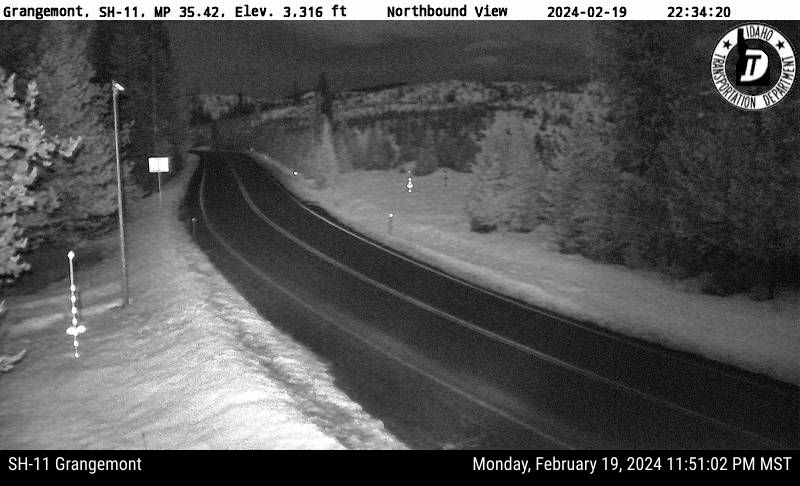 Grangemont, SH-11, MP 35.42, Elev. 3,316 ft Northbound View 2024-02-19 22:34:20
IDAHO
TRANSPORTATION DEPARTMENT
SH-11 Grangemont Monday, February 19, 2024 11:51:02 PM MST